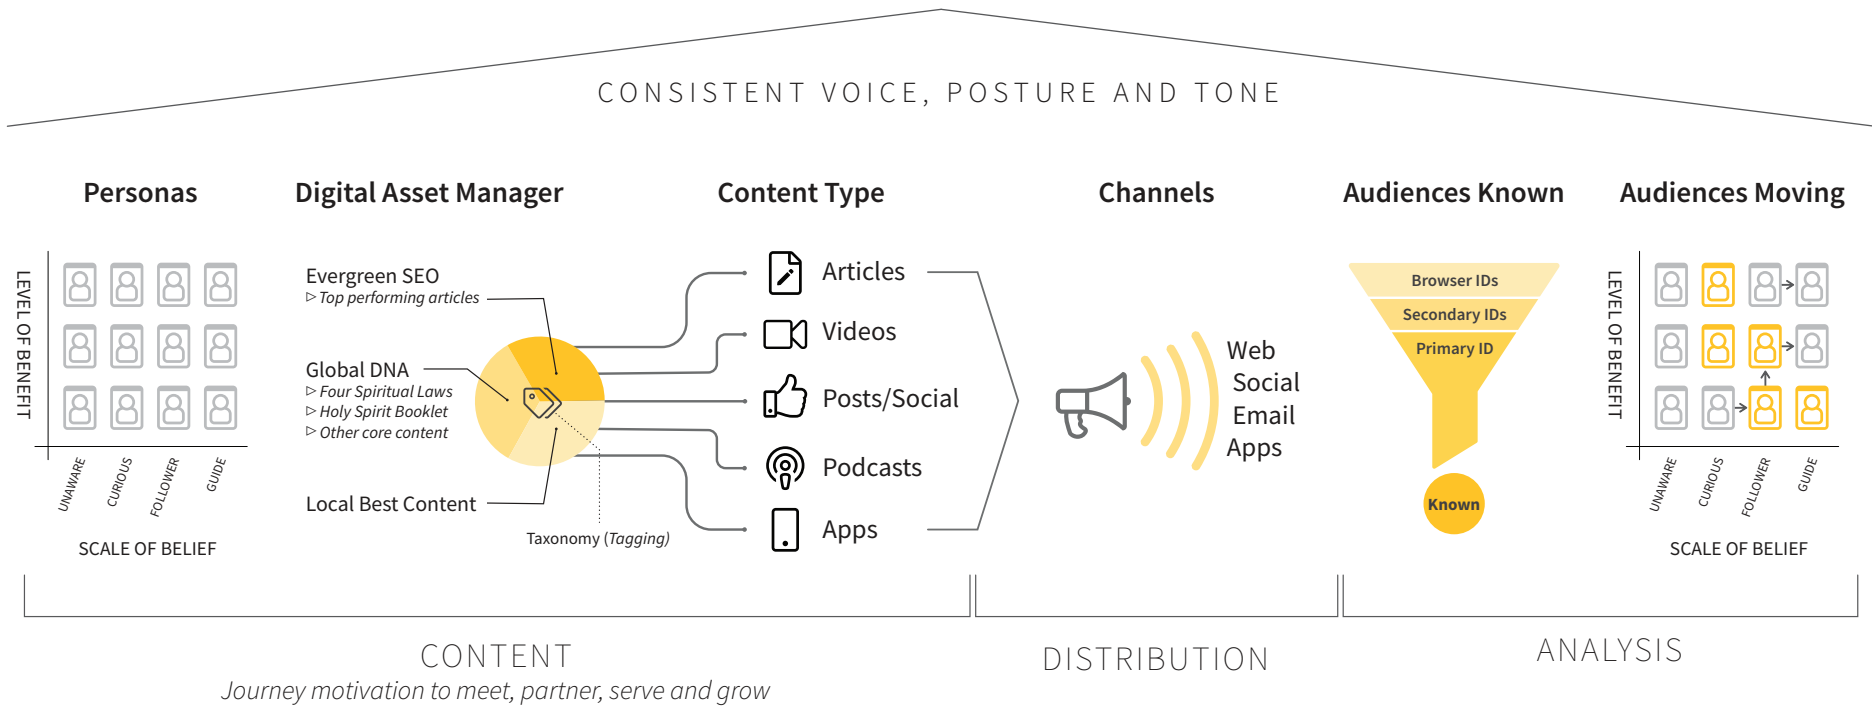 CONSISTENT VOICE, POSTURE AND TONE
Personas
LEVEL OF BENEFIT
UNAWARE
CURIOUS
FOLLOWER
GUIDE
SCALE OF BELIEF
Digital Asset Manager
Evergreen SEO
▷ Top performing articles
Global DNA
▷ Four Spiritual Laws
▷ Holy Spirit Booklet
▷ Other core content
Local Best Content
Taxonomy (Tagging)
Content Type
Articles
Videos
Posts/Social
Podcasts
Apps
Channels
Web
Social
Email
Apps
Audiences Known
Browser IDs
Secondary IDs
Primary ID
Known
Audiences Moving
LEVEL OF BENEFIT
UNAWARE
CURIOUS
FOLLOWER
GUIDE
SCALE OF BELIEF
CONTENT
Journey motivation to meet, partner, serve and grow
DISTRIBUTION
ANALYSIS